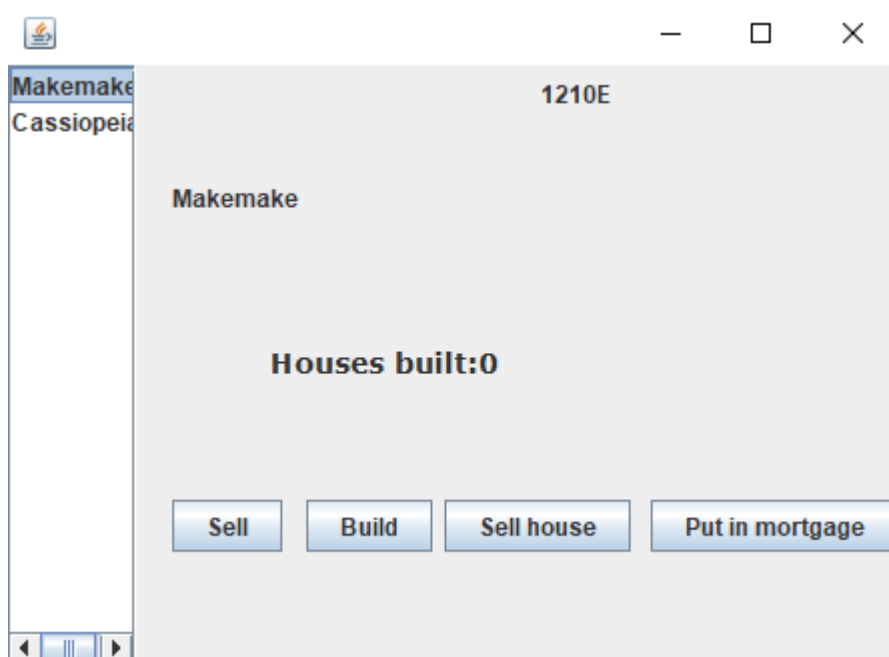 Makemake
Cassiopeia
1210E
Makemake
Houses built:0
Sell
Build
Sell house
Put in mortgage